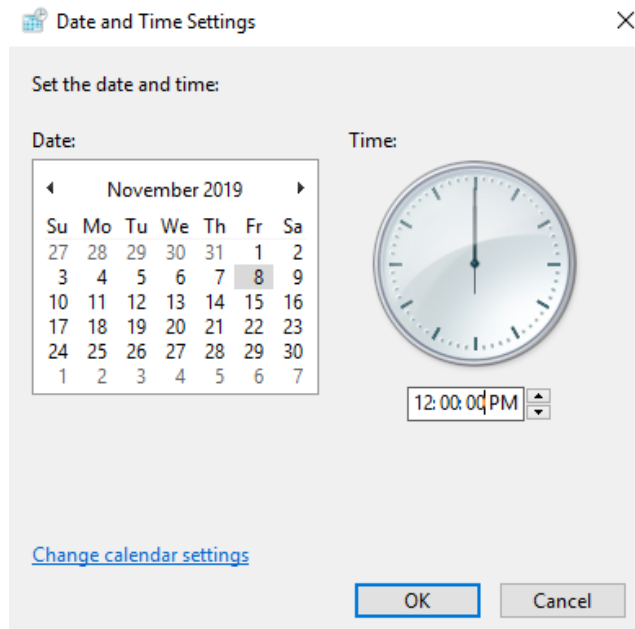 Date and Time Settings
Set the date and time:
Date:
Time:
November 2019
Su Mo Tu We Th Fr Sa
27 28 29 30 31 1 2
3 4 5 6 7 8 9
10 11 12 13 14 15 16
17 18 19 20 21 22 23
24 25 26 27 28 29 30
1 2 3 4 5 6 7
12:00:00 PM
Change calendar settings
OK Cancel